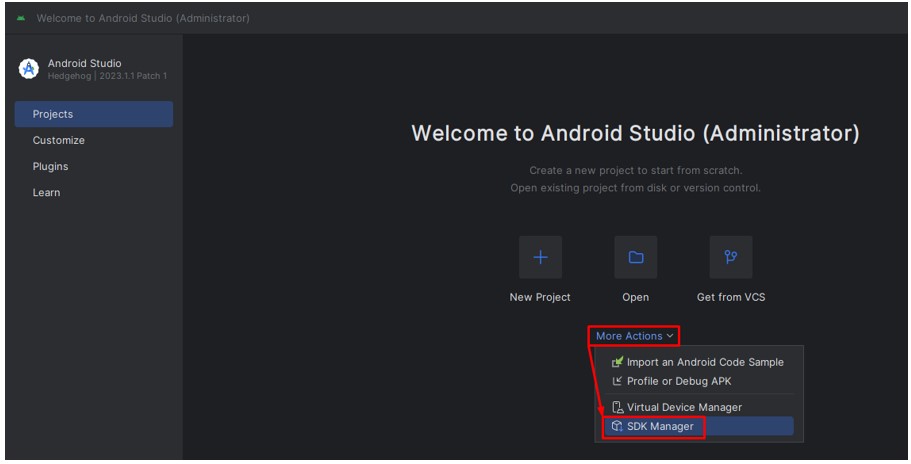 Welcome to Android Studio (Administrator)
Android Studio
Hedgehog | 2023.1.1 Patch 1
Projects
Customize
Plugins
Learn
Welcome to Android Studio (Administrator)
Create a new project to start from scratch.
Open existing project from disk or version control.
New Project
Open
Get from VCS
More Actions
Import an Android Code Sample
Profile or Debug APK
Virtual Device Manager
SDK Manager